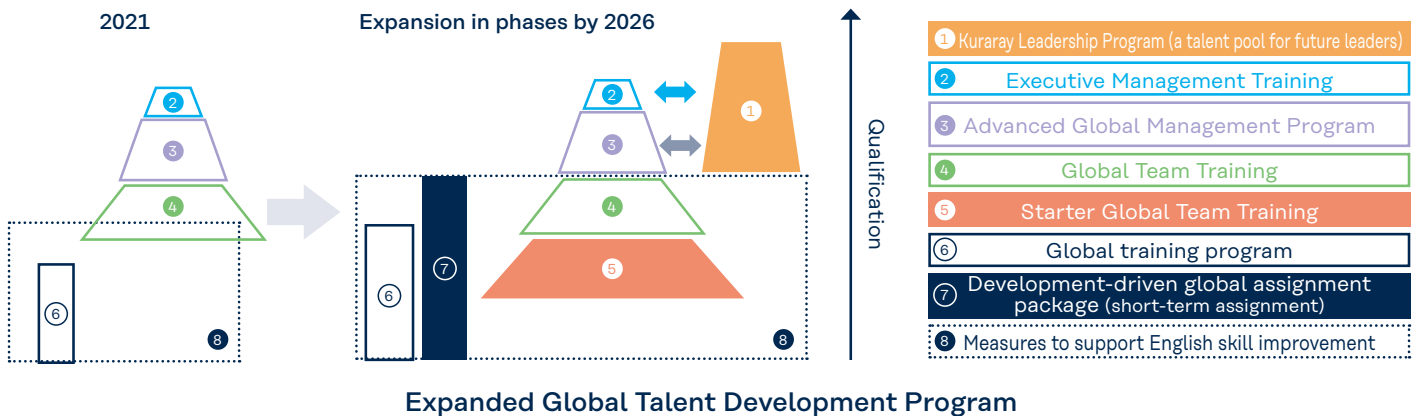 2021
2
3
4
6
8
Expansion in phases by 2026
2
1
3
4
7
5
6
8
Qualification
1 Kuraray Leadership Program (a talent pool for future leaders)
2 Executive Management Training
3 Advanced Global Management Program
4 Global Team Training
5 Starter Global Team Training
6 Global training program
7 Development-driven global assignment
package (short-term assignment)
8 Measures to support English skill improvement
Expanded Global Talent Development Program